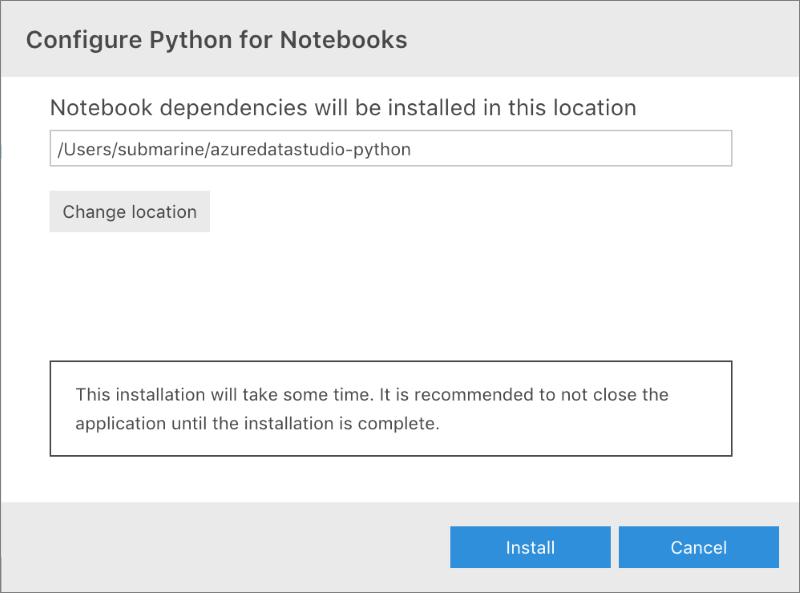 Configure Python for Notebooks
Notebook dependencies will be installed in this location
/Users/submarine/azuredatastudio-python
Change location
This installation will take some time. It is recommended to not close the
application until the installation is complete.
Install
Cancel